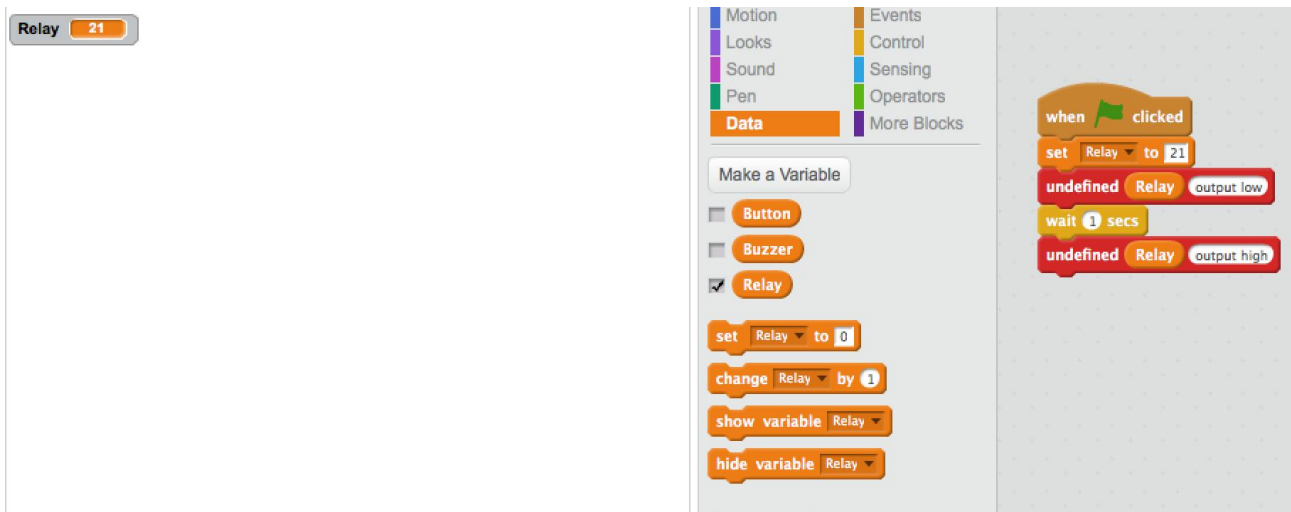 Relay 21
Motion Events
Looks Control
Sound Sensing
Pen Operators
Data More Blocks
Make a Variable
Button
Buzzer
Relay
set Relay to 0
change Relay by 1
show variable Relay
hide variable Relay
when clicked
set Relay to 21
undefined Relay output low
wait 1 secs
undefined Relay output high